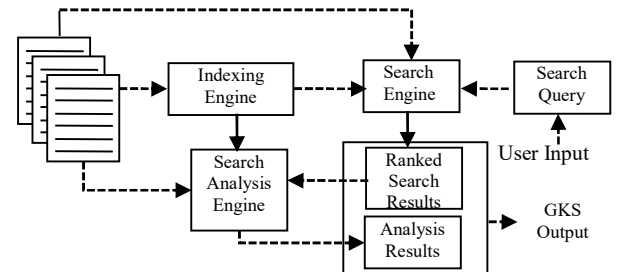 Indexing
Engine
Search
Engine
Search
Query
User Input
Search
Analysis
Engine
Ranked
Search
Results
Analysis
Results
GKS
Output